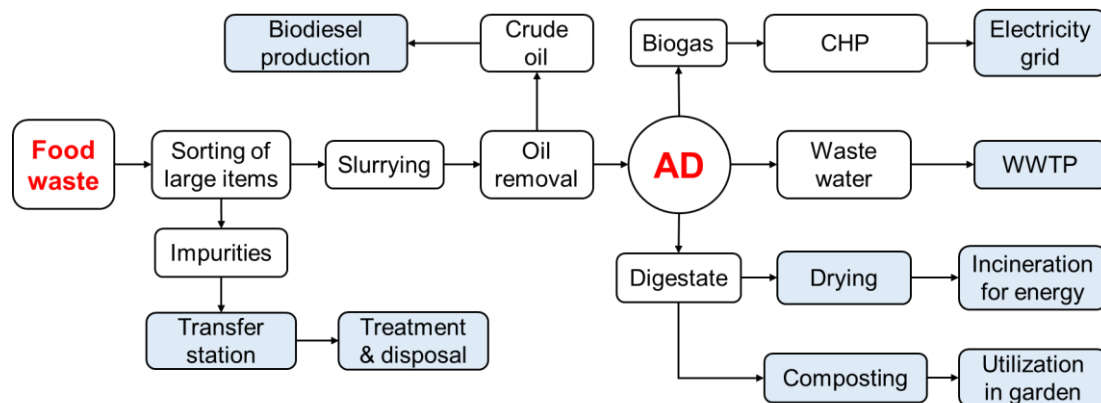 Biodiesel
production
Crude
oil
Biogas
CHP
Electricity
grid
Food
waste
Sorting of
large items
Slurrying
Oil
removal
AD
Waste
water
WWTP
Impurities
Digestate
Drying
Incineration
for energy
Transfer
station
Treatment
& disposal
Composting
Utilization
in garden